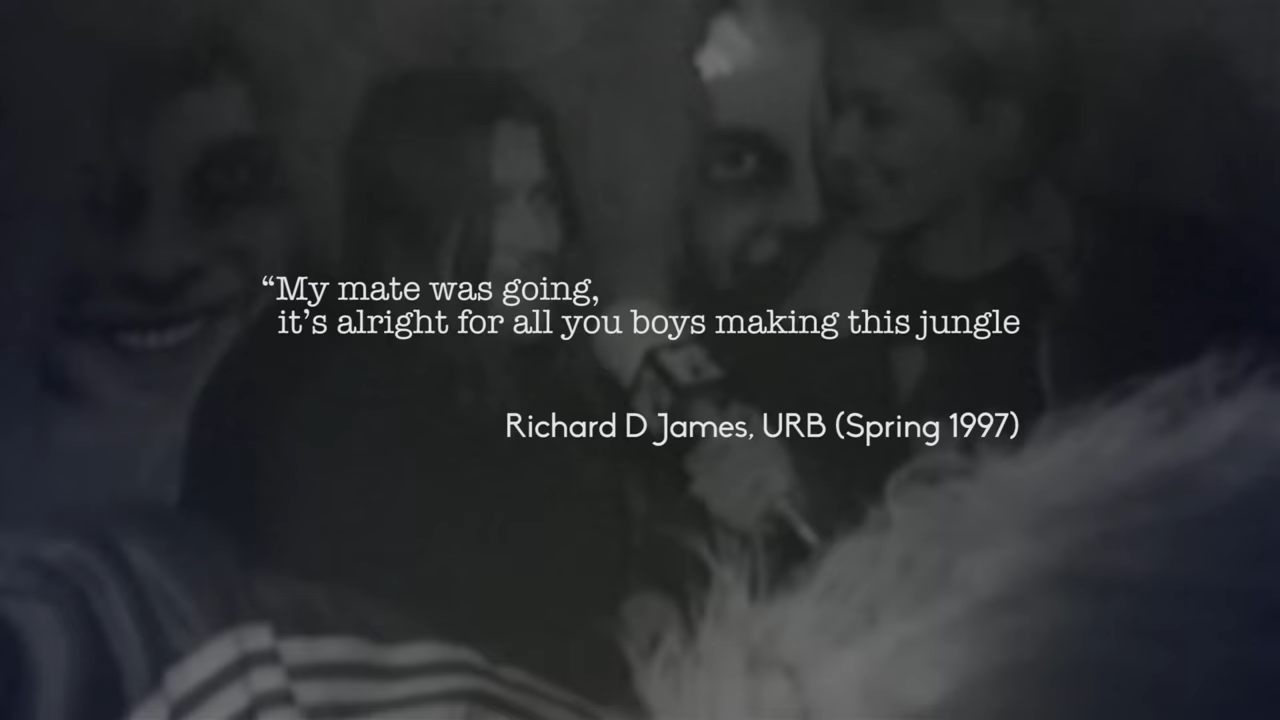 “My mate was going,
it’s alright for all you boys making this jungle
Richard D James, URB (Spring 1997)